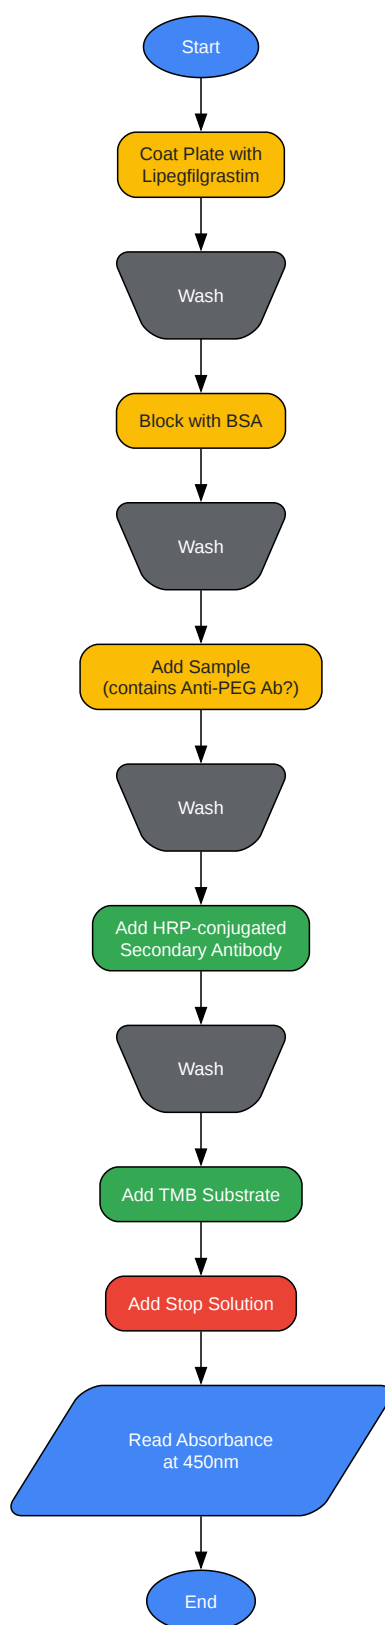 Start
Coat Plate with
Lipegfilgrastim
Wash
Block with BSA
Wash
Add Sample
(contains Anti-PEG Ab?)
Wash
Add HRP-conjugated
Secondary Antibody
Wash
Add TMB Substrate
Add Stop Solution
Read Absorbance
at 450nm
End